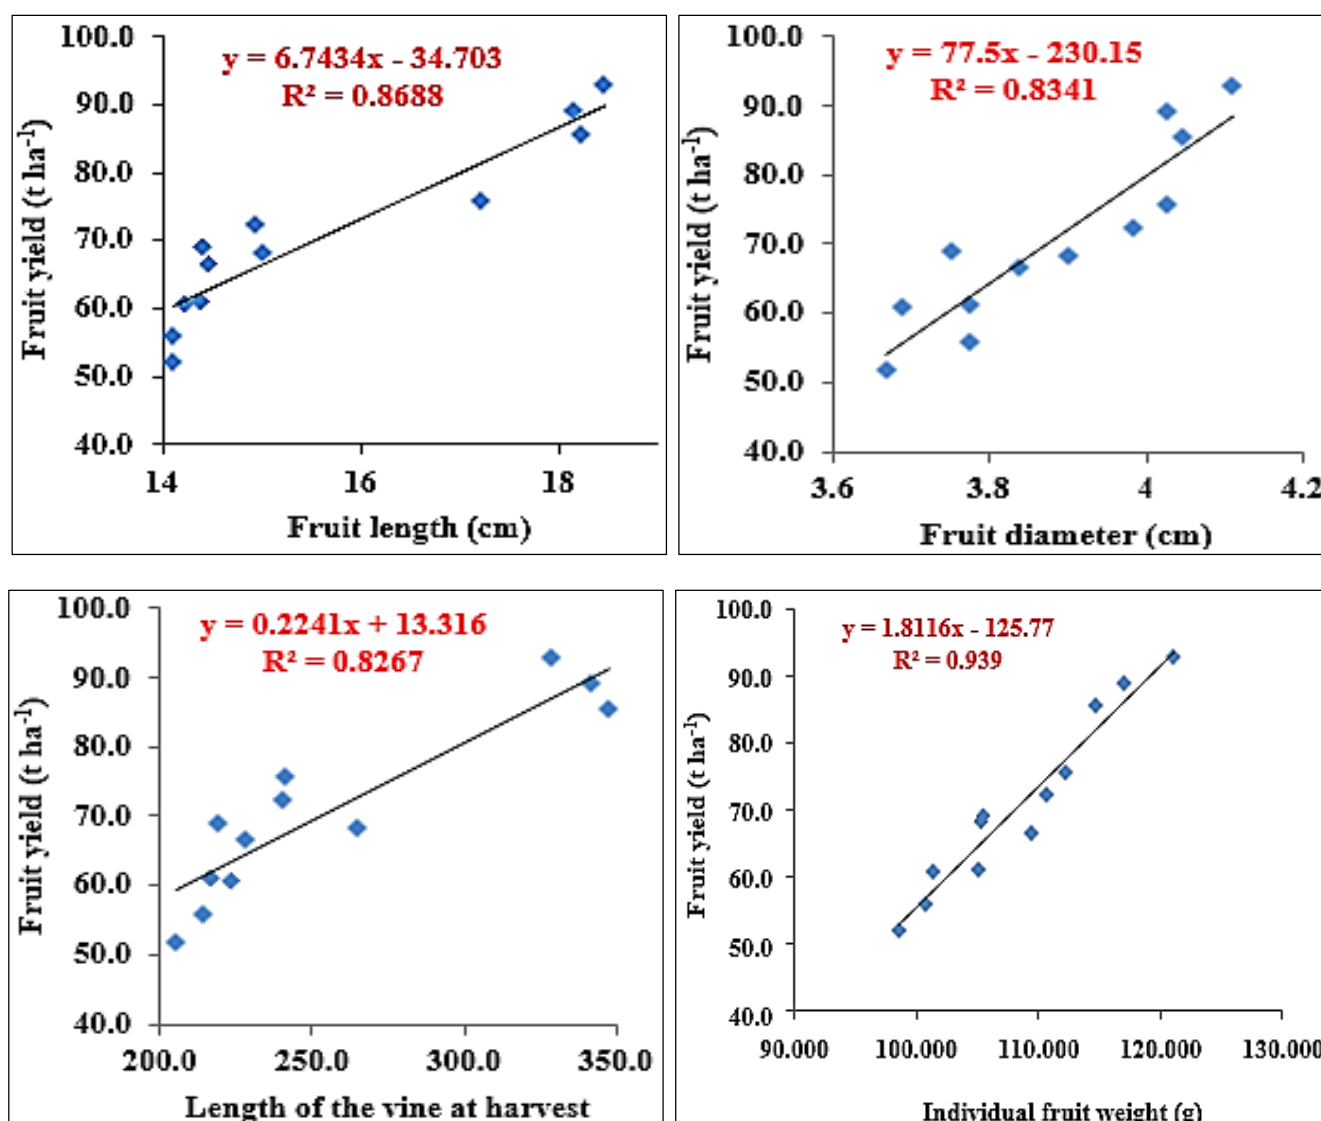 y = 6.7434x - 34.703
R² = 0.8688
100.0
90.0
80.0
70.0
60.0
50.0
40.0
Fruit yield (t ha⁻¹)
14 16 18
Fruit length (cm)
y = 77.5x - 230.15
R² = 0.8341
100.0
90.0
80.0
70.0
60.0
50.0
40.0
Fruit yield (t ha⁻¹)
3.6 3.8 4 4.2
Fruit diameter (cm)
y = 0.2241x + 13.316
R² = 0.8267
100.0
90.0
80.0
70.0
60.0
50.0
40.0
Fruit yield (t ha⁻¹)
200.0 250.0 300.0 350.0
Length of the vine at harvest
y = 1.8116x - 125.77
R² = 0.939
100.0
90.0
80.0
70.0
60.0
50.0
40.0
Fruit yield (t ha⁻¹)
90.000 100.000 110.000 120.000 130.000
Individual fruit weight (g)